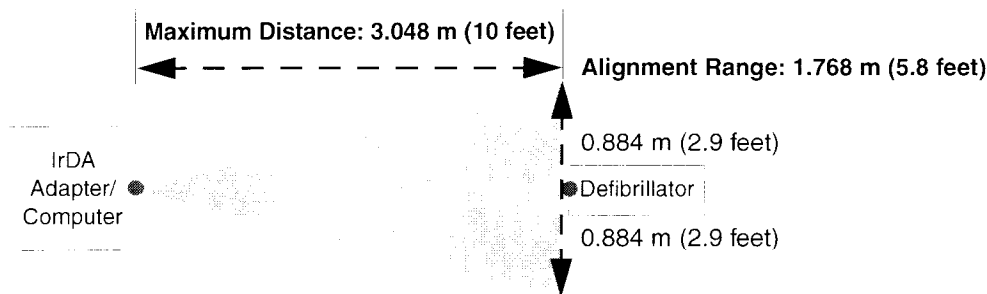 Maximum Distance: 3.048 m (10 feet)
Alignment Range: 1.768 m (5.8 feet)
0.884 m (2.9 feet)
IrDA
Adapter/
Computer
Defibrillator
0.884 m (2.9 feet)